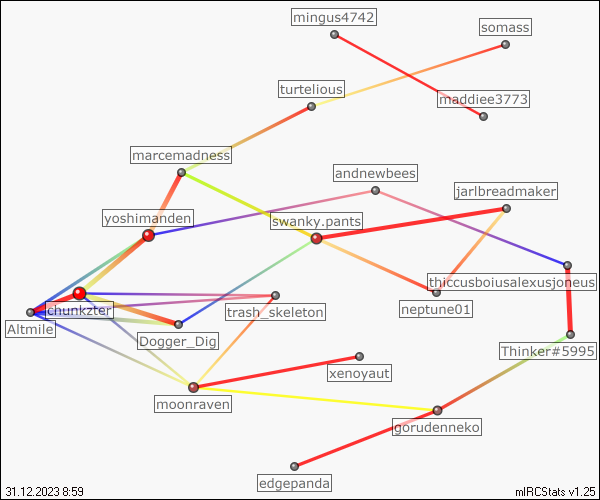 mingus4742
somass
turtelious
maddiee3773
marcemadness
andnewbees
jarlbreadmaker
yoshimanden
swanky.pants
thiccusboiusalexusjoneus
chunkzter
trash_skeleton
neptune01
Altmile
Dogger_Dig
Thinker#5995
xenoyaut
moonraven
gorudenneko
edgepanda
31.12.2023 8:59
mIRCStats v1.25